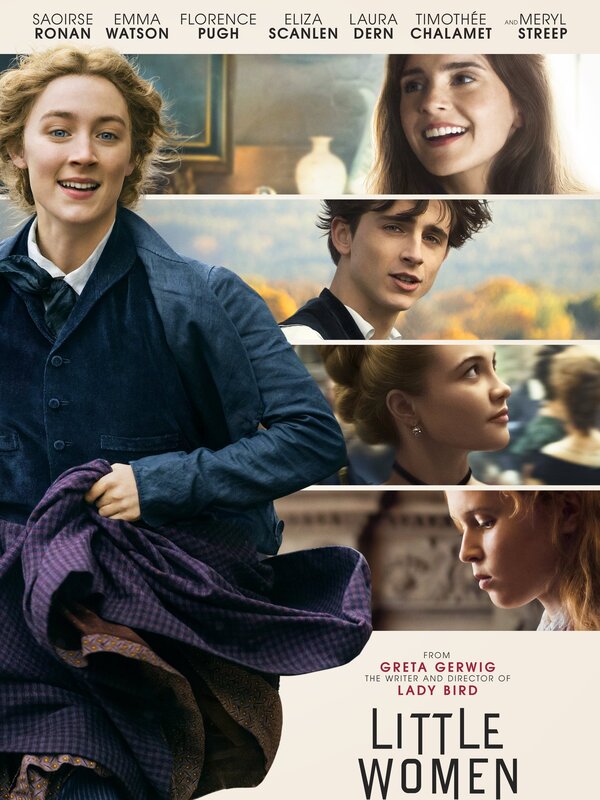 SAOIRSE RONAN
EMMA WATSON
FLORENCE PUGH
ELIZA SCANLEN
LAURA DERN
TIMOTHÉE CHALAMET
AND MERYL STREEP
FROM
GRETA GERWIG
THE WRITER AND DIRECTOR OF
LADY BIRD
LITTLE
WOMEN